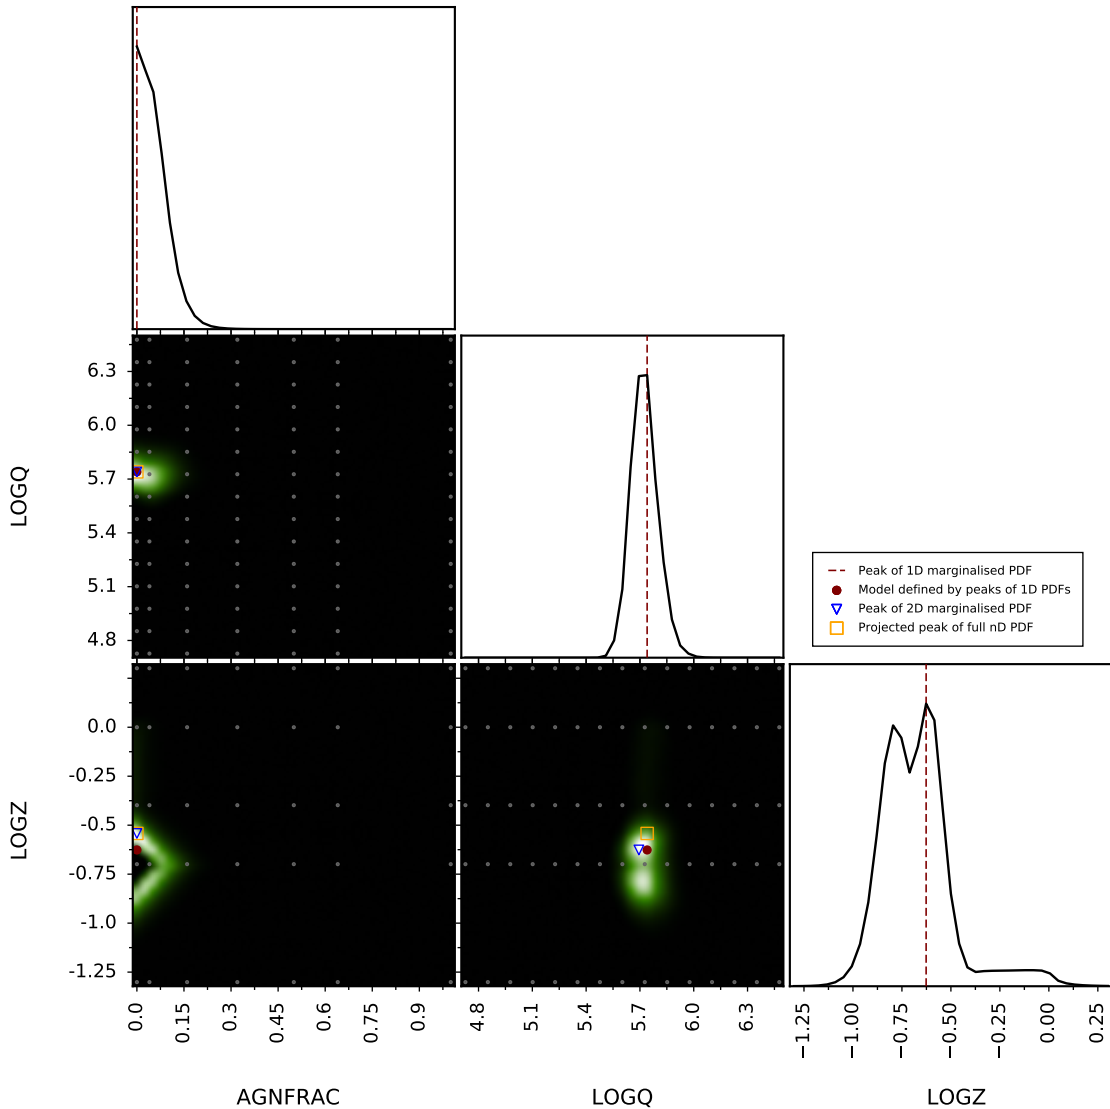 6.3
6.0
5.7
5.4
5.1
4.8
LOGQ
Peak of 1D marginalised PDF
Model defined by peaks of 1D PDFs
Peak of 2D marginalised PDF
Projected peak of full nD PDF
0.0
-0.25
-0.5
-0.75
-1.0
-1.25
LOGZ
0.0 0.15 0.3 0.45 0.6 0.75 0.9
4.8 5.1 5.4 5.7 6.0 6.3
−1.25 −1.00 −0.75 −0.50 −0.25 0.00 0.25
AGNFRAC LOGQ LOGZ